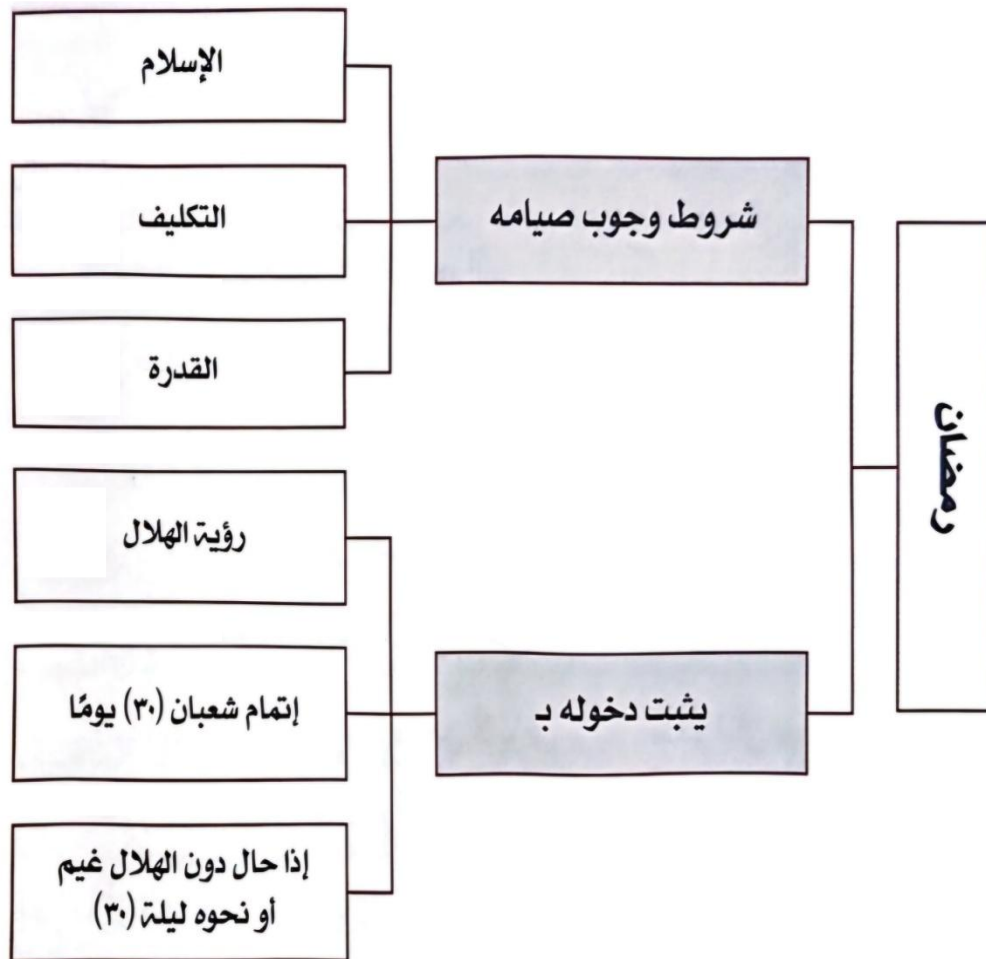 رمضان
شروط وجوب صيامه
الإسلام
التكليف
القدرة
يثبت دخوله بـ
رؤية الهلال
إتمام شعبان (٣٠) يومًا
إذا حال دون الهلال غيم
أو نحوه ليلة (٣٠)